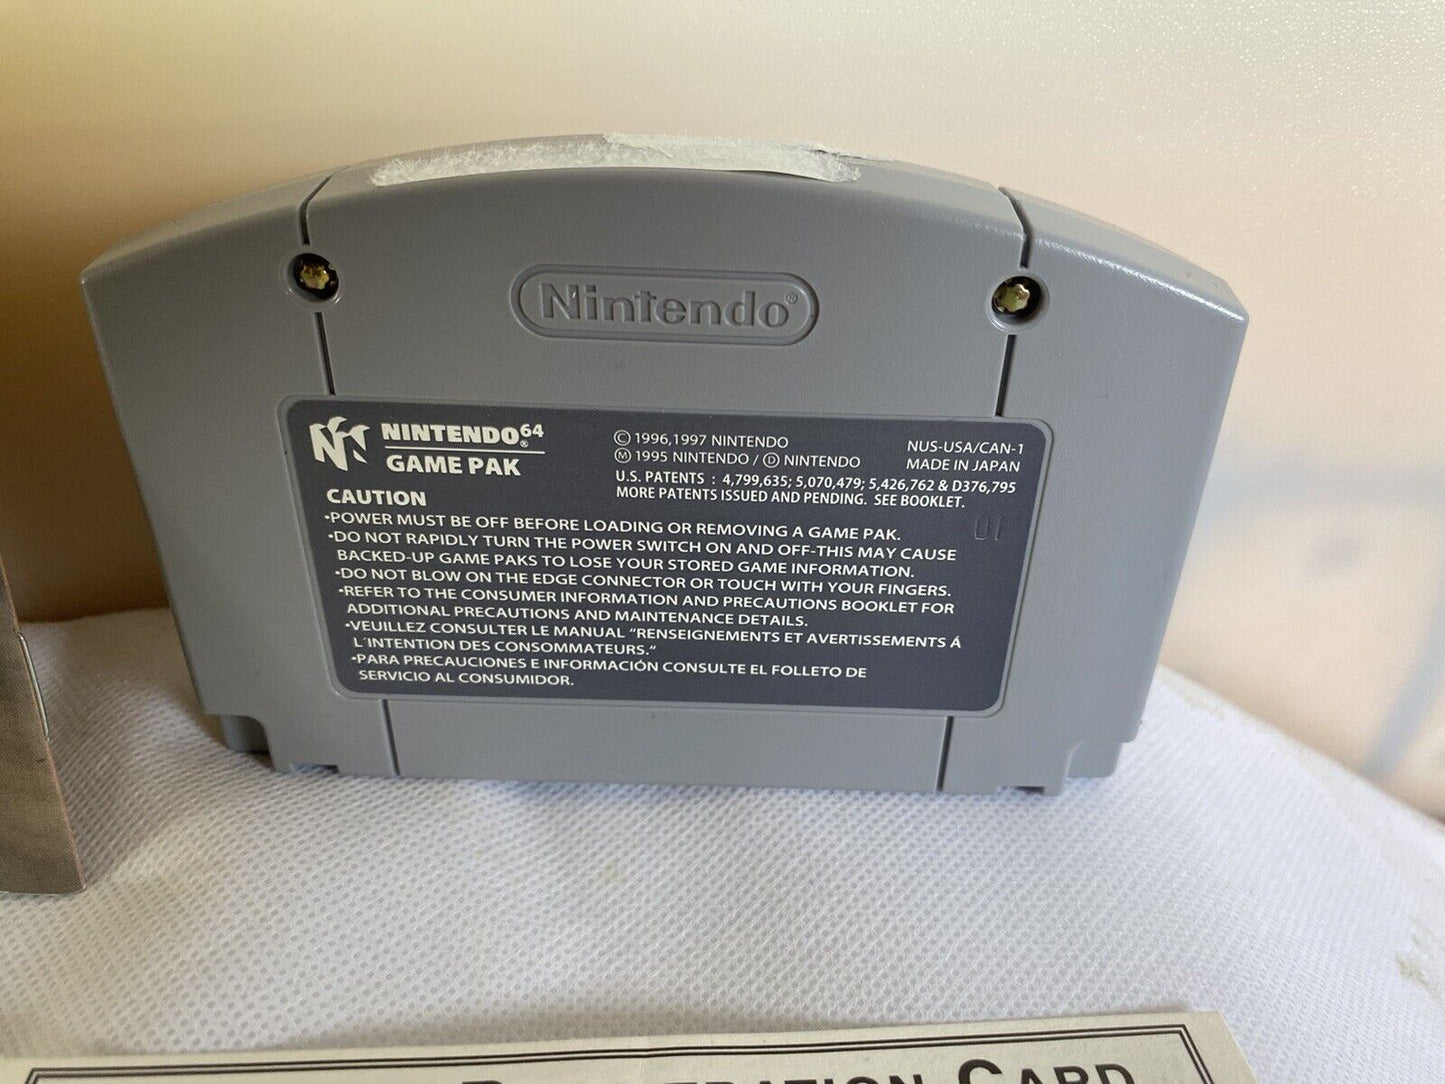 Nintendo®
NINTENDO64®
GAME PAK
© 1996,1997 NINTENDO
Ⓜ 1995 NINTENDO / Ⓓ NINTENDO
NUS-USA/CAN-1
MADE IN JAPAN
U.S. PATENTS : 4,799,635; 5,070,479; 5,426,762 & D376,795
MORE PATENTS ISSUED AND PENDING. SEE BOOKLET.
01
CAUTION
•POWER MUST BE OFF BEFORE LOADING OR REMOVING A GAME PAK.
•DO NOT RAPIDLY TURN THE POWER SWITCH ON AND OFF-THIS MAY CAUSE
BACKED-UP GAME PAKS TO LOSE YOUR STORED GAME INFORMATION.
•DO NOT BLOW ON THE EDGE CONNECTOR OR TOUCH WITH YOUR FINGERS.
•REFER TO THE CONSUMER INFORMATION AND PRECAUTIONS BOOKLET FOR
ADDITIONAL PRECAUTIONS AND MAINTENANCE DETAILS.
•VEUILLEZ CONSULTER LE MANUAL "RENSEIGNEMENTS ET AVERTISSEMENTS Á
L'INTENTION DES CONSOMMATEURS."
•PARA PRECAUCIONES E INFORMACIÓN CONSULTE EL FOLLETO DE
SERVICIO AL CONSUMIDOR.
CARD